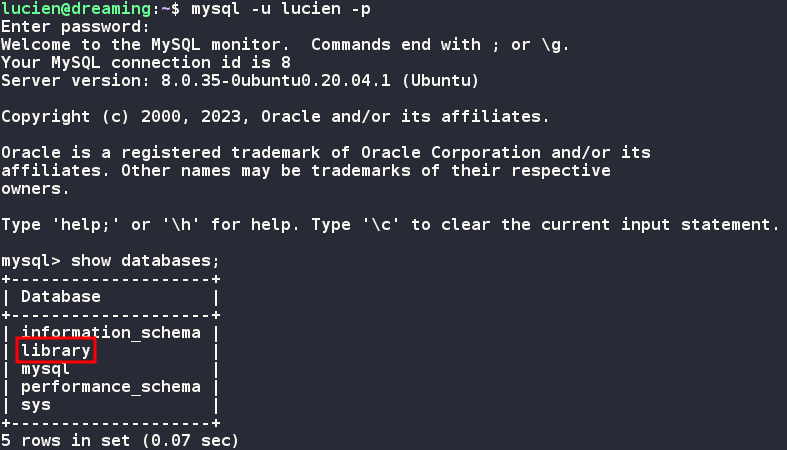 lucien@dreaming:~$ mysql -u lucien -p
Enter password:
Welcome to the MySQL monitor.  Commands end with ; or \g.
Your MySQL connection id is 8
Server version: 8.0.35-0ubuntu0.20.04.1 (Ubuntu)

Copyright (c) 2000, 2023, Oracle and/or its affiliates.

Oracle is a registered trademark of Oracle Corporation and/or its
affiliates. Other names may be trademarks of their respective
owners.

Type 'help;' or '\h' for help. Type '\c' to clear the current input statement.

mysql> show databases;
+--------------------+
| Database           |
+--------------------+
| information_schema |
| library            |
| mysql              |
| performance_schema |
| sys                |
+--------------------+
5 rows in set (0.07 sec)